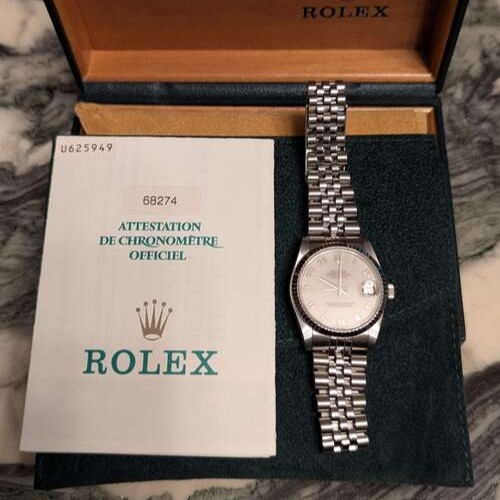 ROLEX
U625949
68274
ATTESTATION
DE CHRONOMÈTRE
OFFICIEL
ROLEX